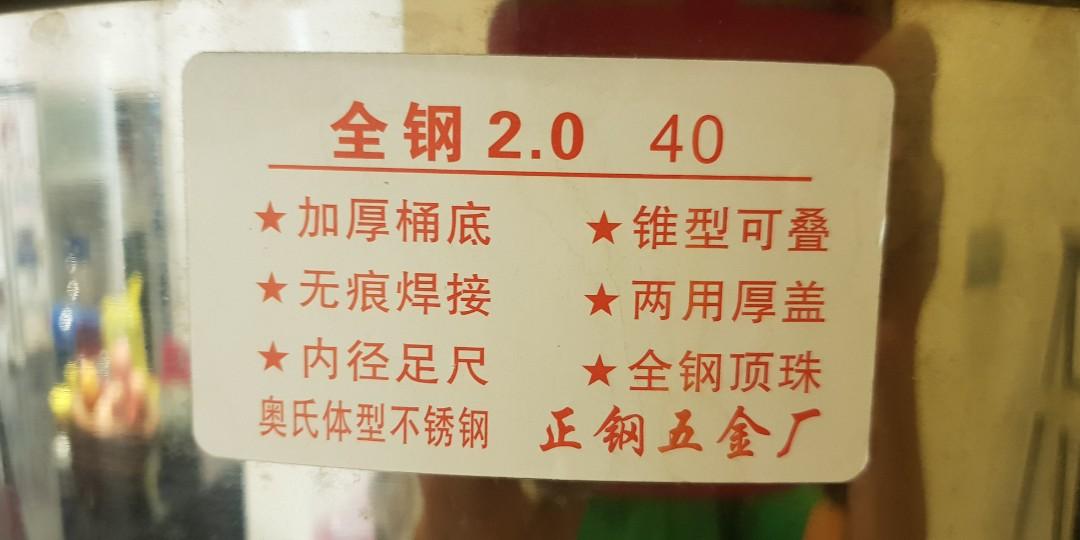 全钢2.0 40
★加厚桶底 ★锥型可叠
★无痕焊接 ★两用厚盖
★内径足尺 ★全钢顶珠
奥氏体型不锈钢 正钢五金厂